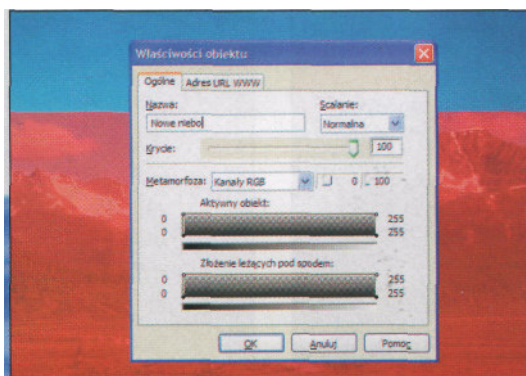 Właściwości obiektu
Ogólne Adres URL WWW
Nazwa: Scalanie:
Nowe niebo Normalna
Krycie: 100
Metamorfoza: Kanały RGB 0 100
Aktywny obiekt:
0 255
0 255
Złożenie leżących pod spodem:
0 255
0 255
OK Anuluj Pomoc